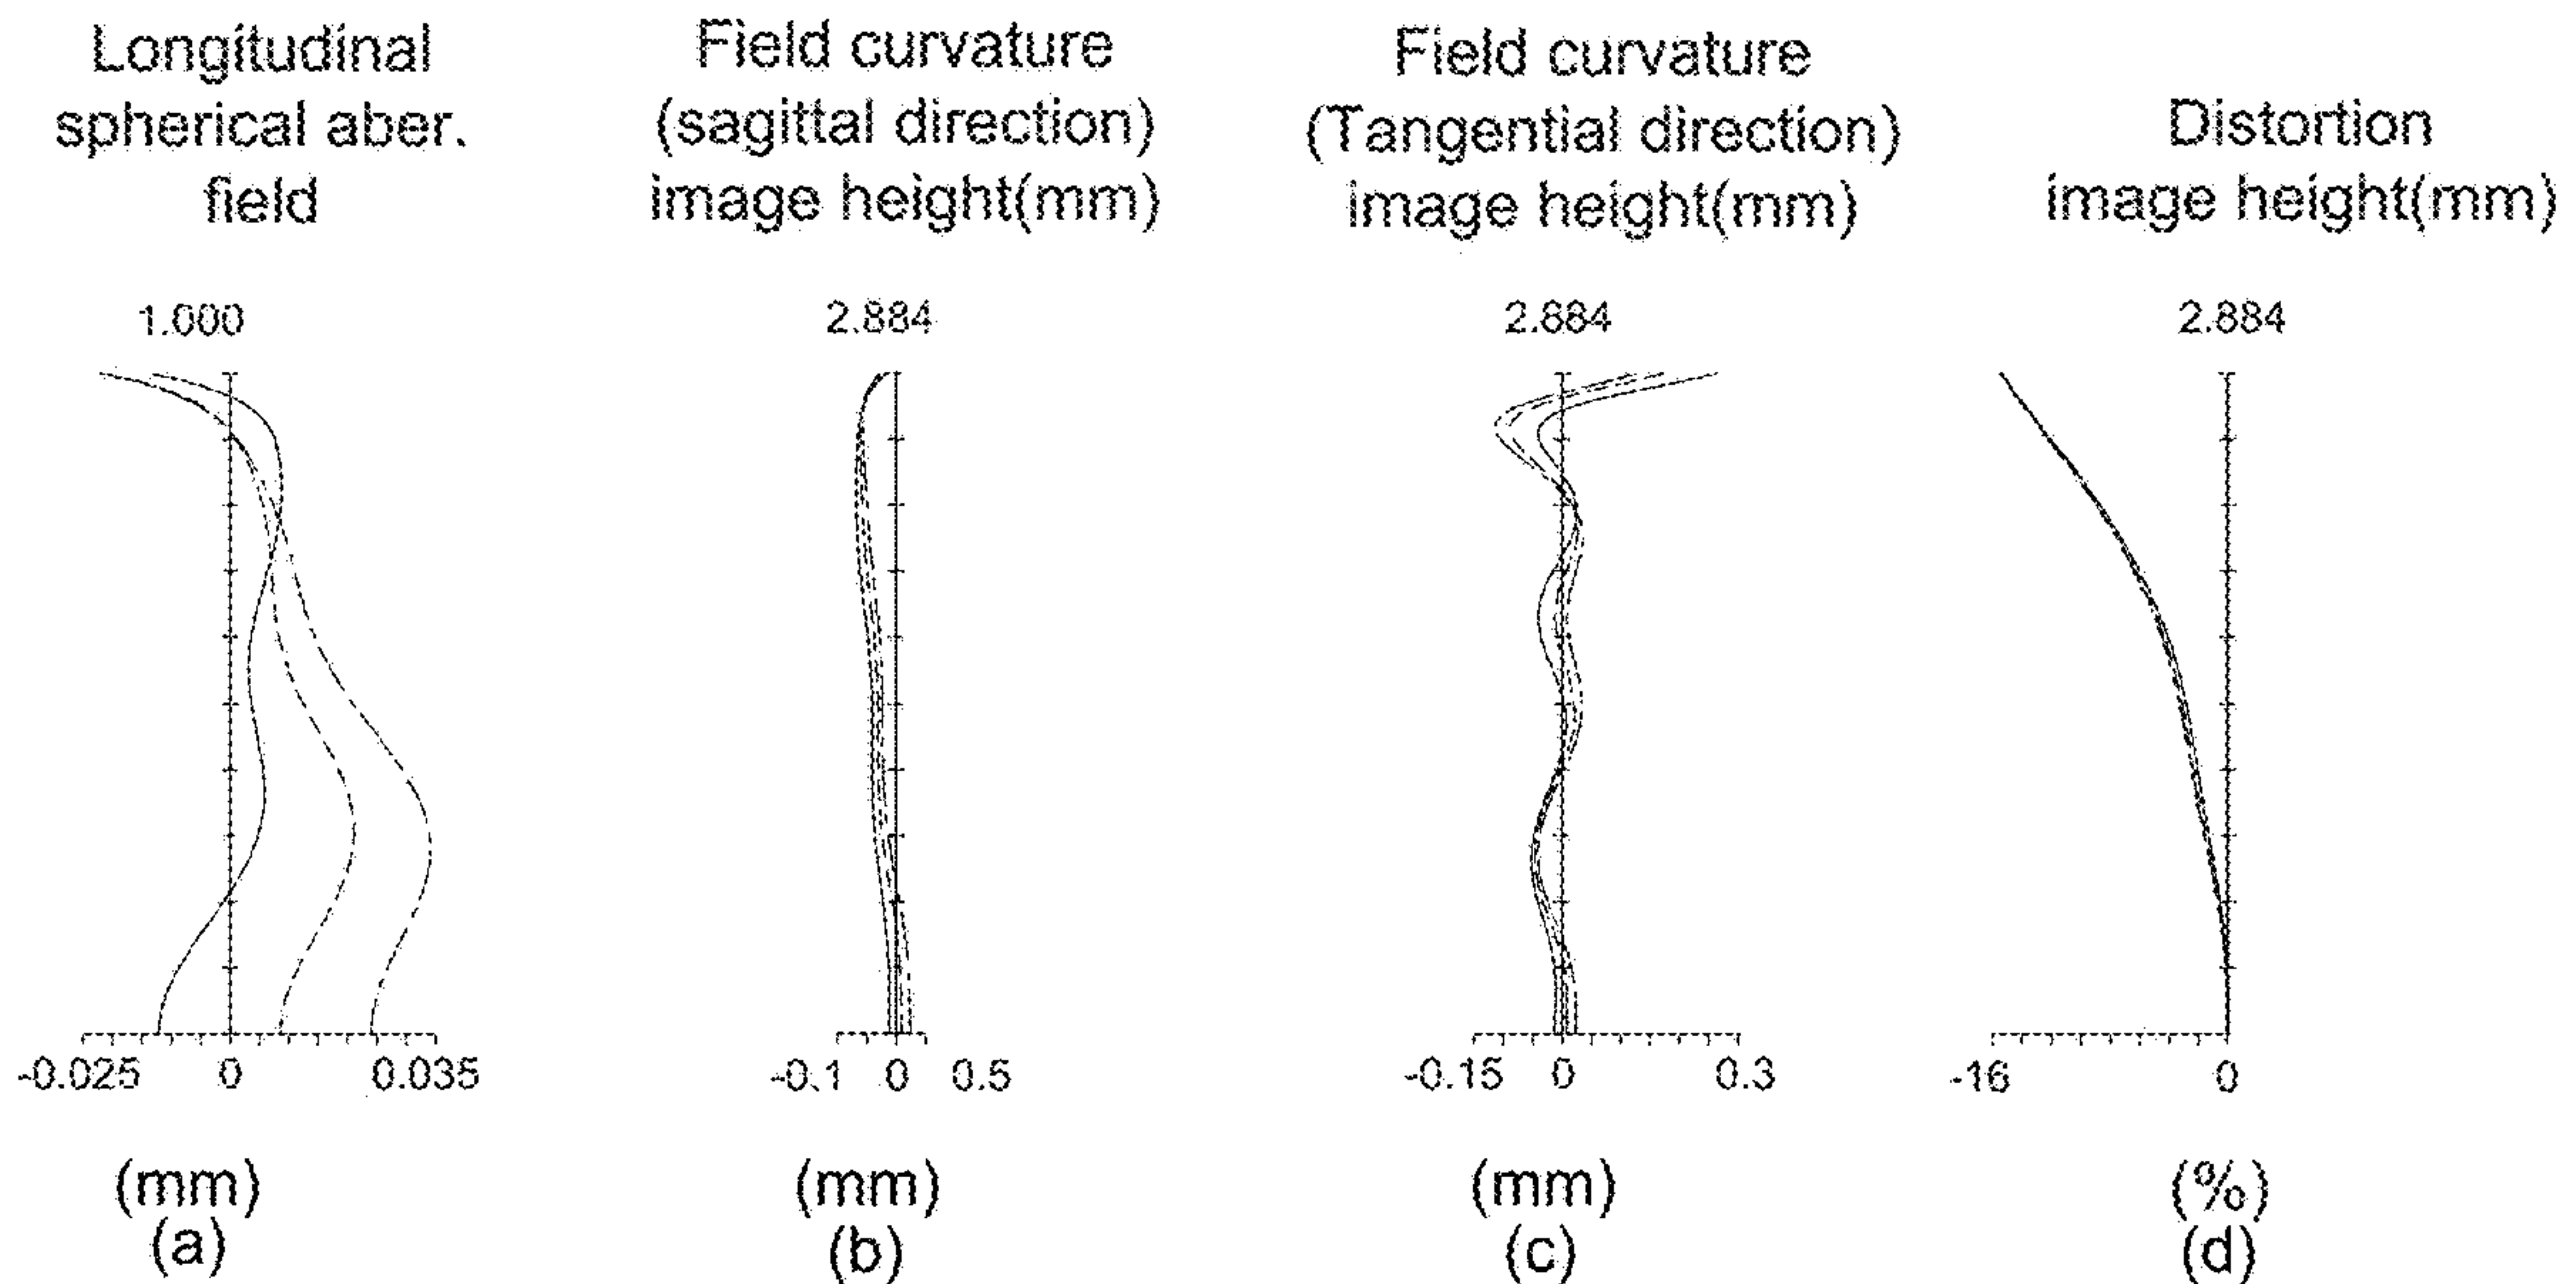 Longitudinal
spherical aber.
field
1.000
-0.025 0 0.035
(mm)
(a)
Field curvature
(sagittal direction)
image height(mm)
2.884
-0.1 0 0.5
(mm)
(b)
Field curvature
(Tangential direction)
image height(mm)
2.884
-0.15 0 0.3
(mm)
(c)
Distortion
image height(mm)
2.884
-16 0
(%)
(d)